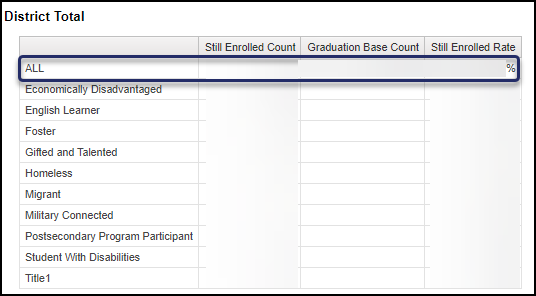 District Total
Still Enrolled Count Graduation Base Count Still Enrolled Rate
ALL %
Economically Disadvantaged
English Learner
Foster
Gifted and Talented
Homeless
Migrant
Military Connected
Postsecondary Program Participant
Student With Disabilities
Title1